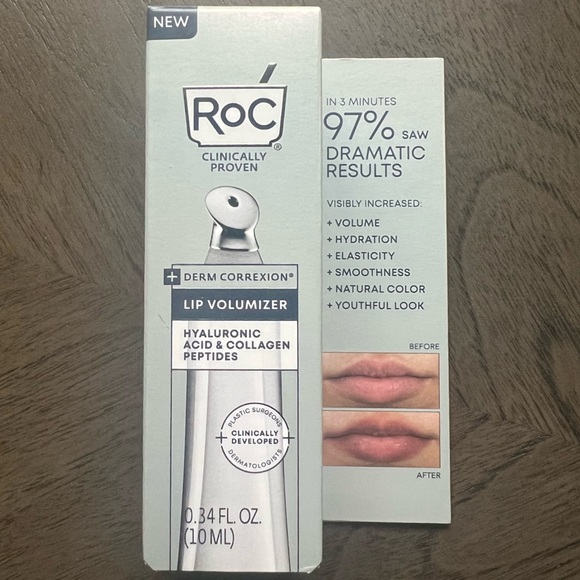 NEW
RoC®
CLINICALLY
PROVEN
+ DERM CORREXION®
LIP VOLUMIZER
HYALURONIC
ACID & COLLAGEN
PEPTIDES
PLASTIC SURGEONS
+ CLINICALLY +
DEVELOPED
DERMATOLOGISTS
0.34 FL. OZ.
(10 ML)
IN 3 MINUTES
97% SAW
DRAMATIC
RESULTS
VISIBLY INCREASED:
+ VOLUME
+ HYDRATION
+ ELASTICITY
+ SMOOTHNESS
+ NATURAL COLOR
+ YOUTHFUL LOOK
BEFORE
AFTER